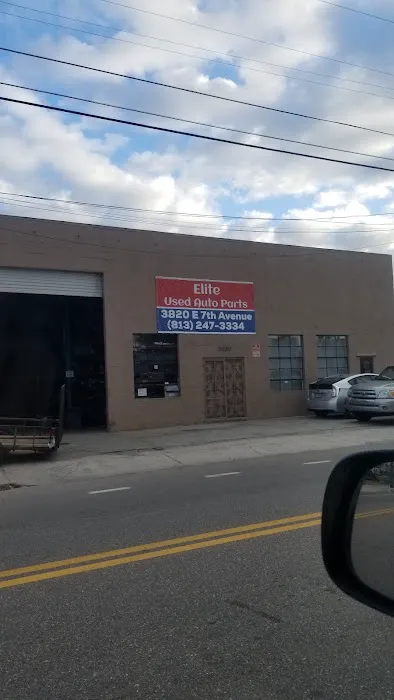 Elite
Used Auto Parts
3820 E 7th Avenue
(813) 247-3334